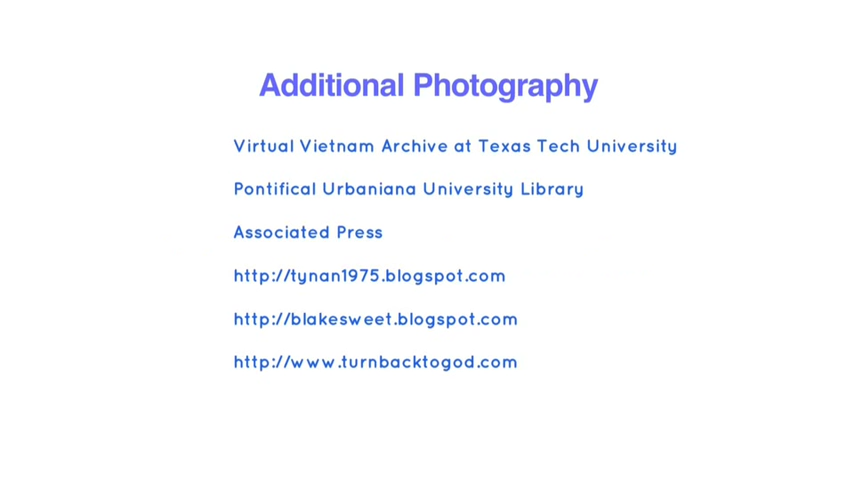 Additional Photography
Virtual Vietnam Archive at Texas Tech University
Pontifical Urbaniana University Library
Associated Press
http://tynan1975.blogspot.com
http://blakesweet.blogspot.com
http://www.turnbacktogod.com